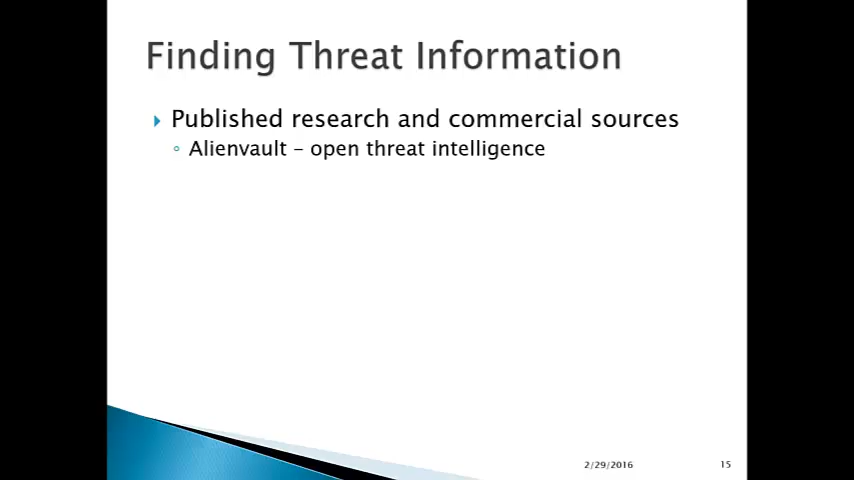 Finding Threat Information
Published research and commercial sources
Alienvault – open threat intelligence
2/29/2016
15